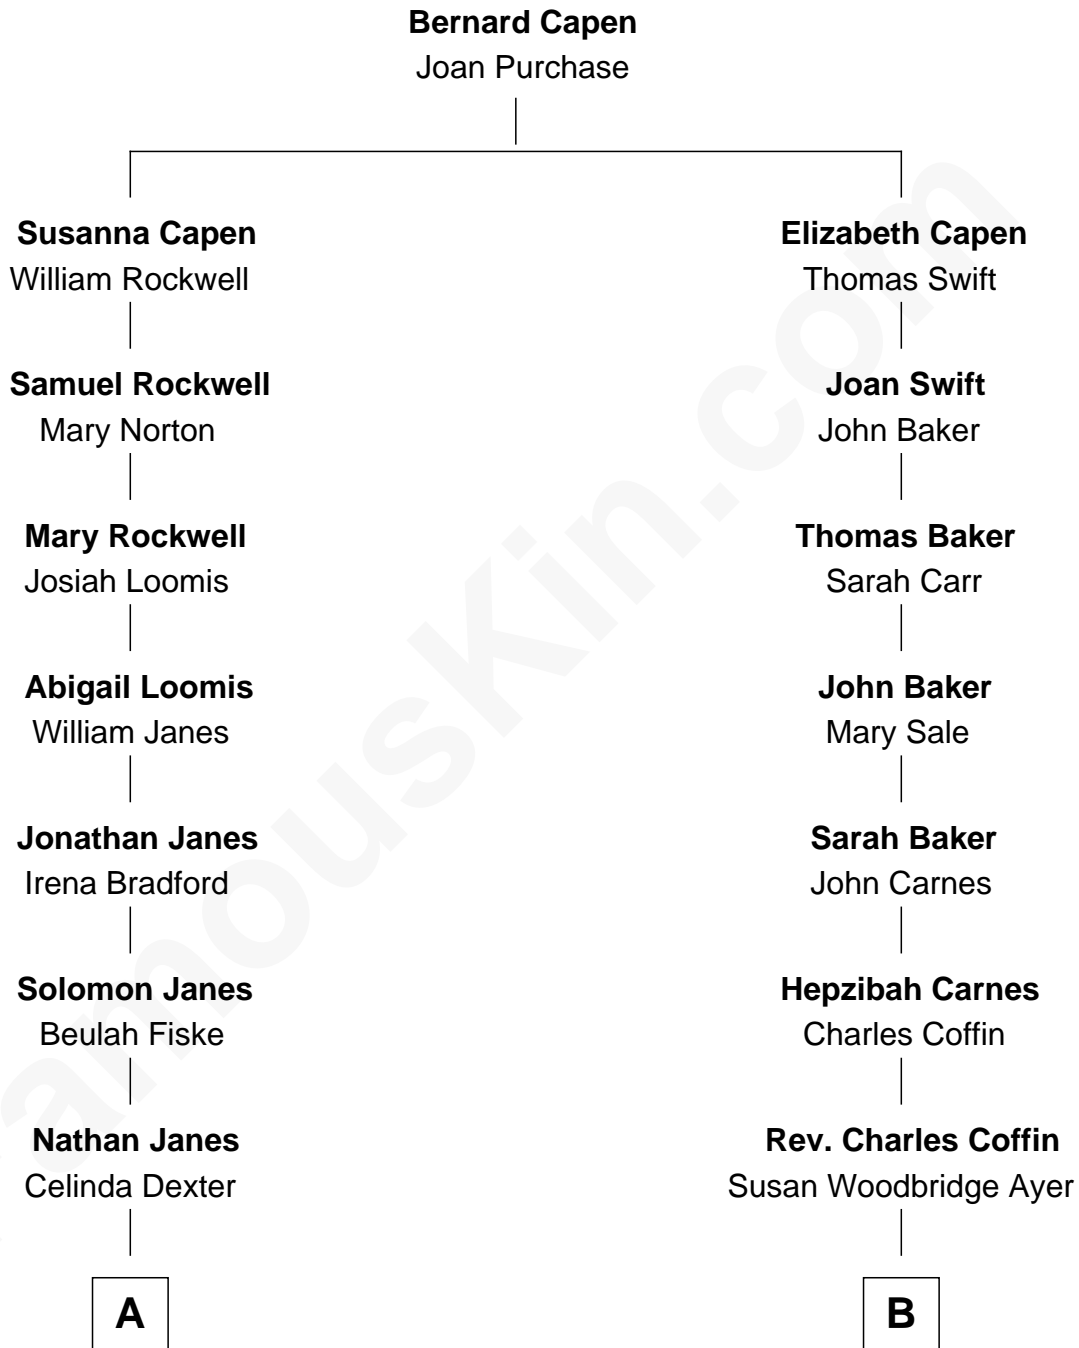 Bernard Capen
Joan Purchase
Susanna Capen
William Rockwell
Samuel Rockwell
Mary Norton
Mary Rockwell
Josiah Loomis
Abigail Loomis
William Janes
Jonathan Janes
Irena Bradford
Solomon Janes
Beulah Fiske
Nathan Janes
Celinda Dexter
A
Elizabeth Capen
Thomas Swift
Joan Swift
John Baker
Thomas Baker
Sarah Carr
John Baker
Mary Sale
Sarah Baker
John Carnes
Hepzibah Carnes
Charles Coffin
Rev. Charles Coffin
Susan Woodbridge Ayer
B
amouskin.com